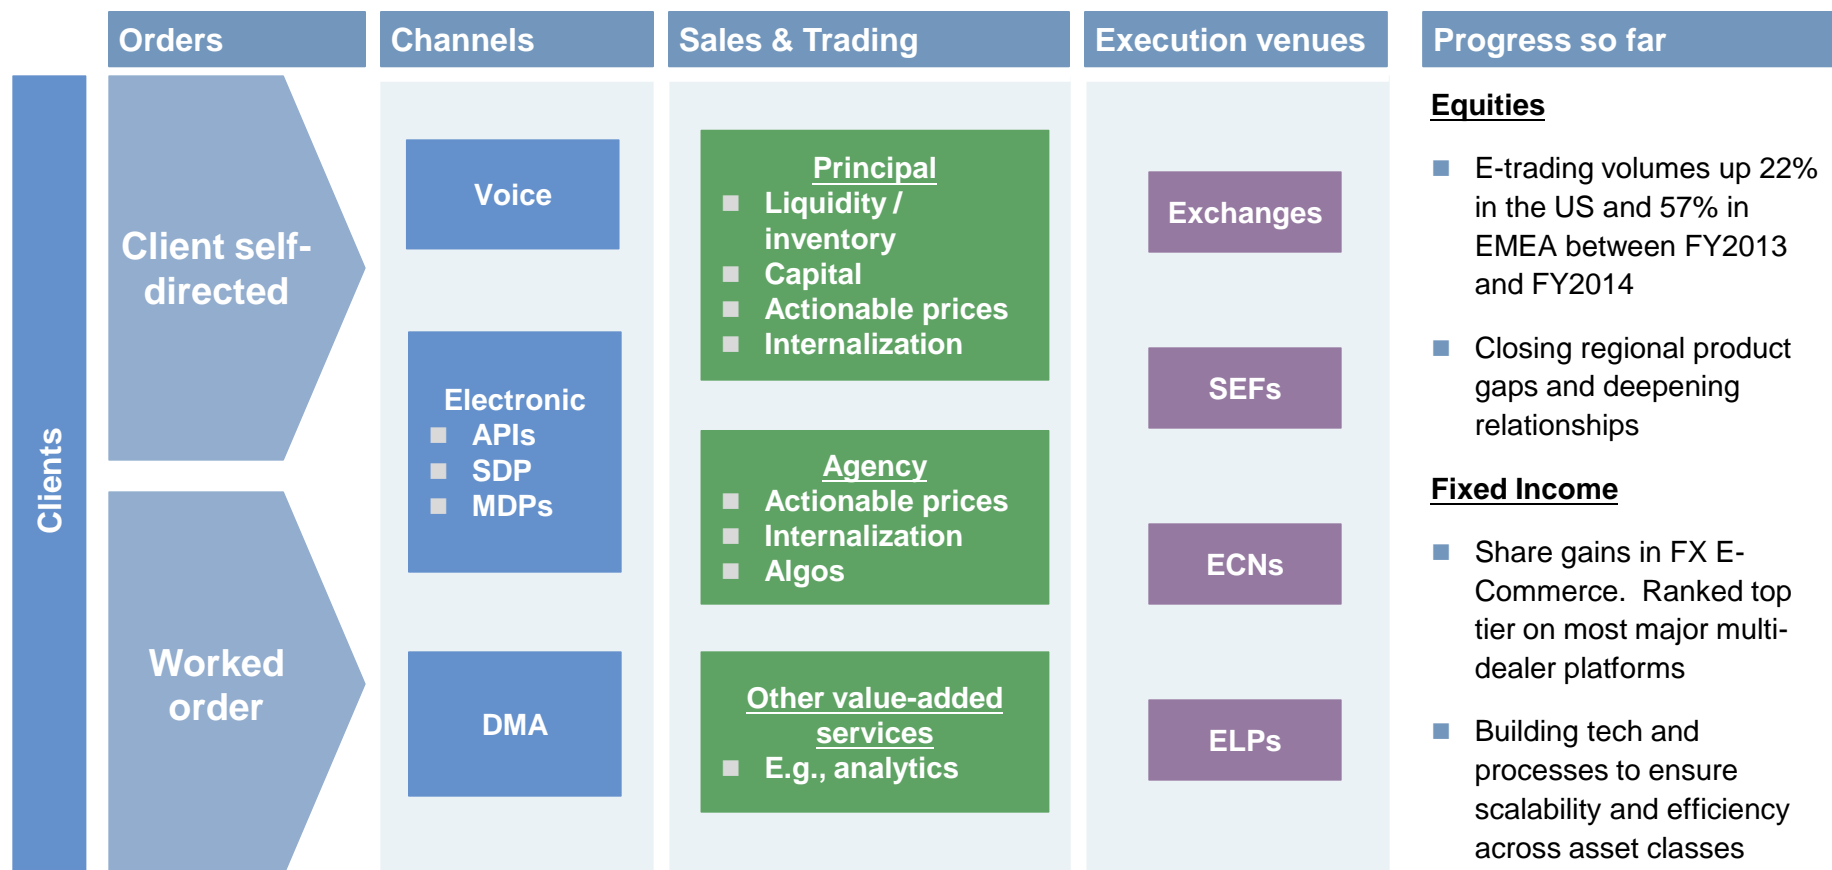 Orders
Channels
Sales & Trading
Execution venues
Progress so far
Clients
Client self-
directed
Worked
order
Voice
Electronic
APIs
SDP
MDPs
DMA
Principal
Liquidity /
inventory
Capital
Actionable prices
Internalization
Agency
Actionable prices
Internalization
Algos
Other value-added
services
E.g., analytics
Exchanges
SEFs
ECNs
ELPs
Equities
E-trading volumes up 22%
in the US and 57% in
EMEA between FY2013
and FY2014
Closing regional product
gaps and deepening
relationships
Fixed Income
Share gains in FX E-
Commerce.  Ranked top
tier on most major multi-
dealer platforms
Building tech and
processes to ensure
scalability and efficiency
across asset classes